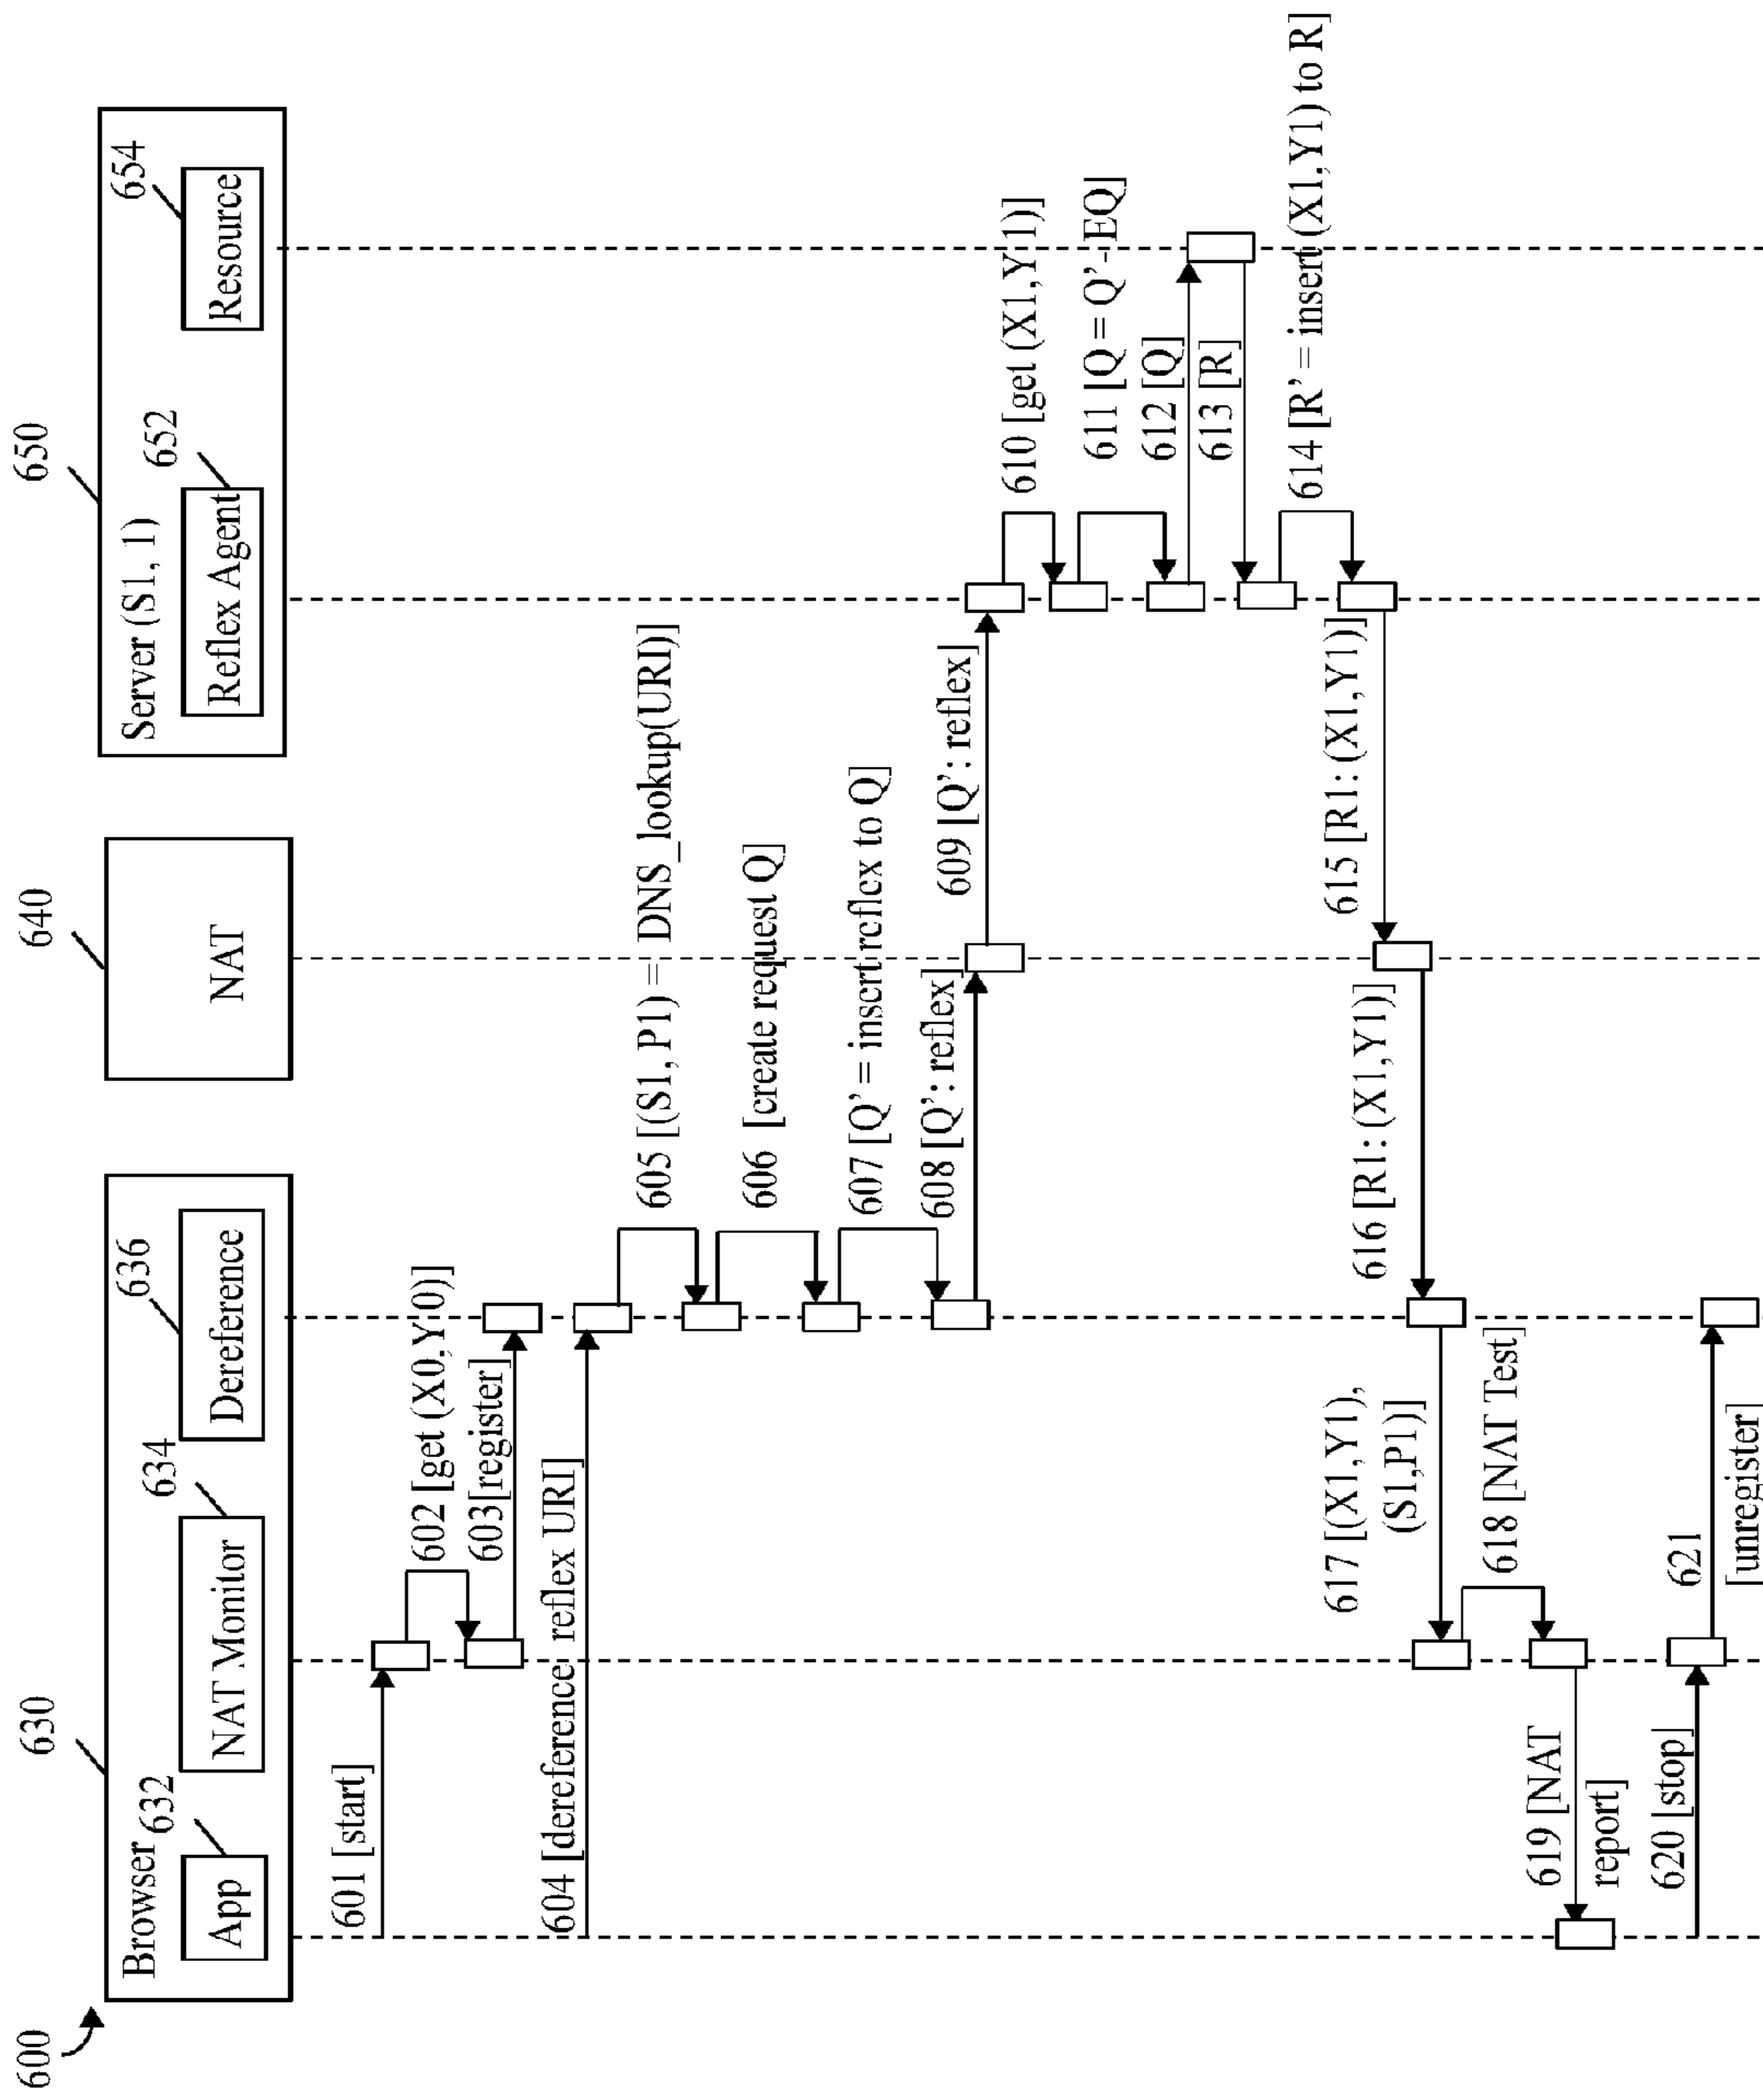 600
630
640
650
Browser
632
634
636
App
NAT Monitor
Dereference
NAT
Server (S1, 1)
652
654
Reflex Agent
Resource
601 [start]
602 [get (X0,Y0)]
603[register]
604 [dereference reflex URI]
605 [(S1, P1) = DNS_lookup(URI)]
606 [create request Q]
607 [Q’ = insert reflex to Q]
608 [Q’: reflex]
609 [Q’: reflex]
610 [get (X1,Y1)]
611 [Q = Q’-EQ]
612 [Q]
613 [R]
614 [R’ = insert (X1,Y1) to R]
615 [R1: (X1,Y1)]
616 [R1: (X1,Y1)]
617 [(X1,Y1),
(S1,P1)]
618 [NAT Test]
619 [NAT
report]
620 [stop]
621
[unregister]